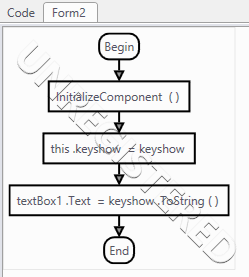 Code Form2
Begin
InitializeComponent ( )
this .keyshow = keyshow
textBox1 .Text = keyshow .ToString ( )
End
UNREGISTERED